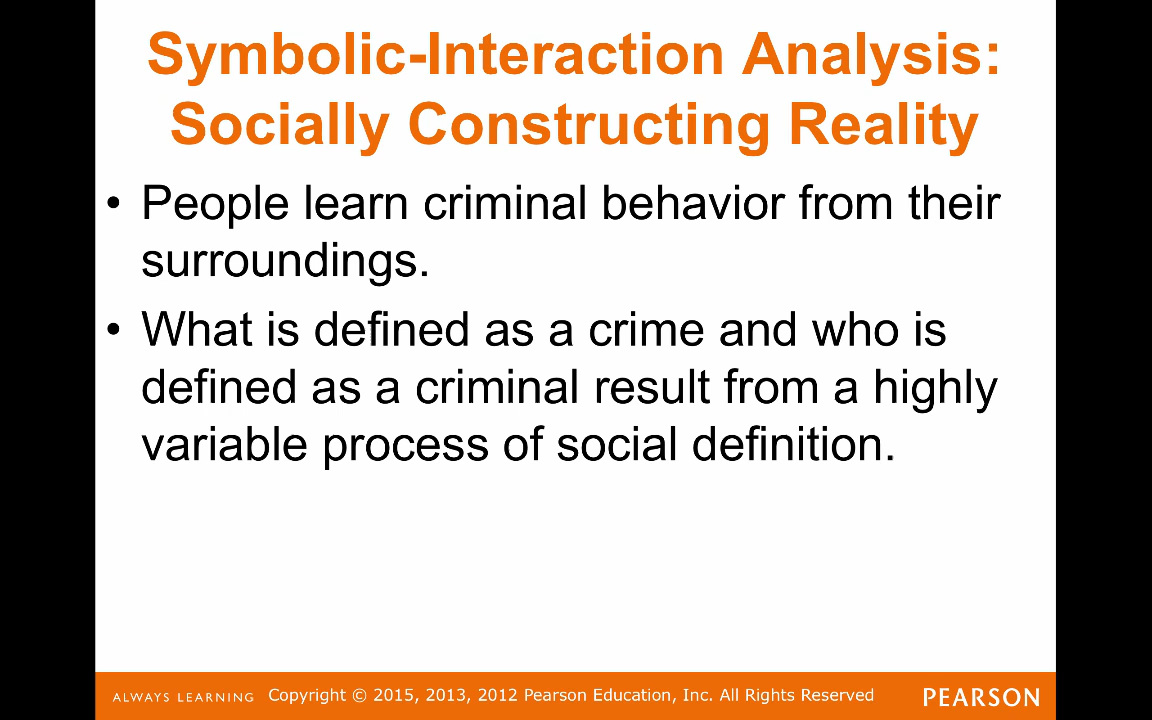 Symbolic-Interaction Analysis:
Socially Constructing Reality
• People learn criminal behavior from their
surroundings.
• What is defined as a crime and who is
defined as a criminal result from a highly
variable process of social definition.
ALWAYS LEARNING Copyright © 2015, 2013, 2012 Pearson Education, Inc. All Rights Reserved PEARSON